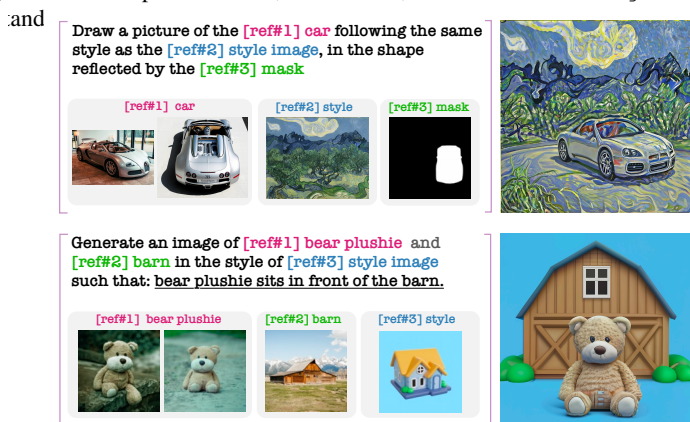 tand
Draw a picture of the [ref#1] car following the same
style as the [ref#2] style image, in the shape
reflected by the [ref#3] mask
[ref#1] car
[ref#2] style
[ref#3] mask
Generate an image of [ref#1] bear plushie and
[ref#2] barn in the style of [ref#3] style image
such that: bear plushie sits in front of the barn.
[ref#1] bear plushie
[ref#2] barn
[ref#3] style